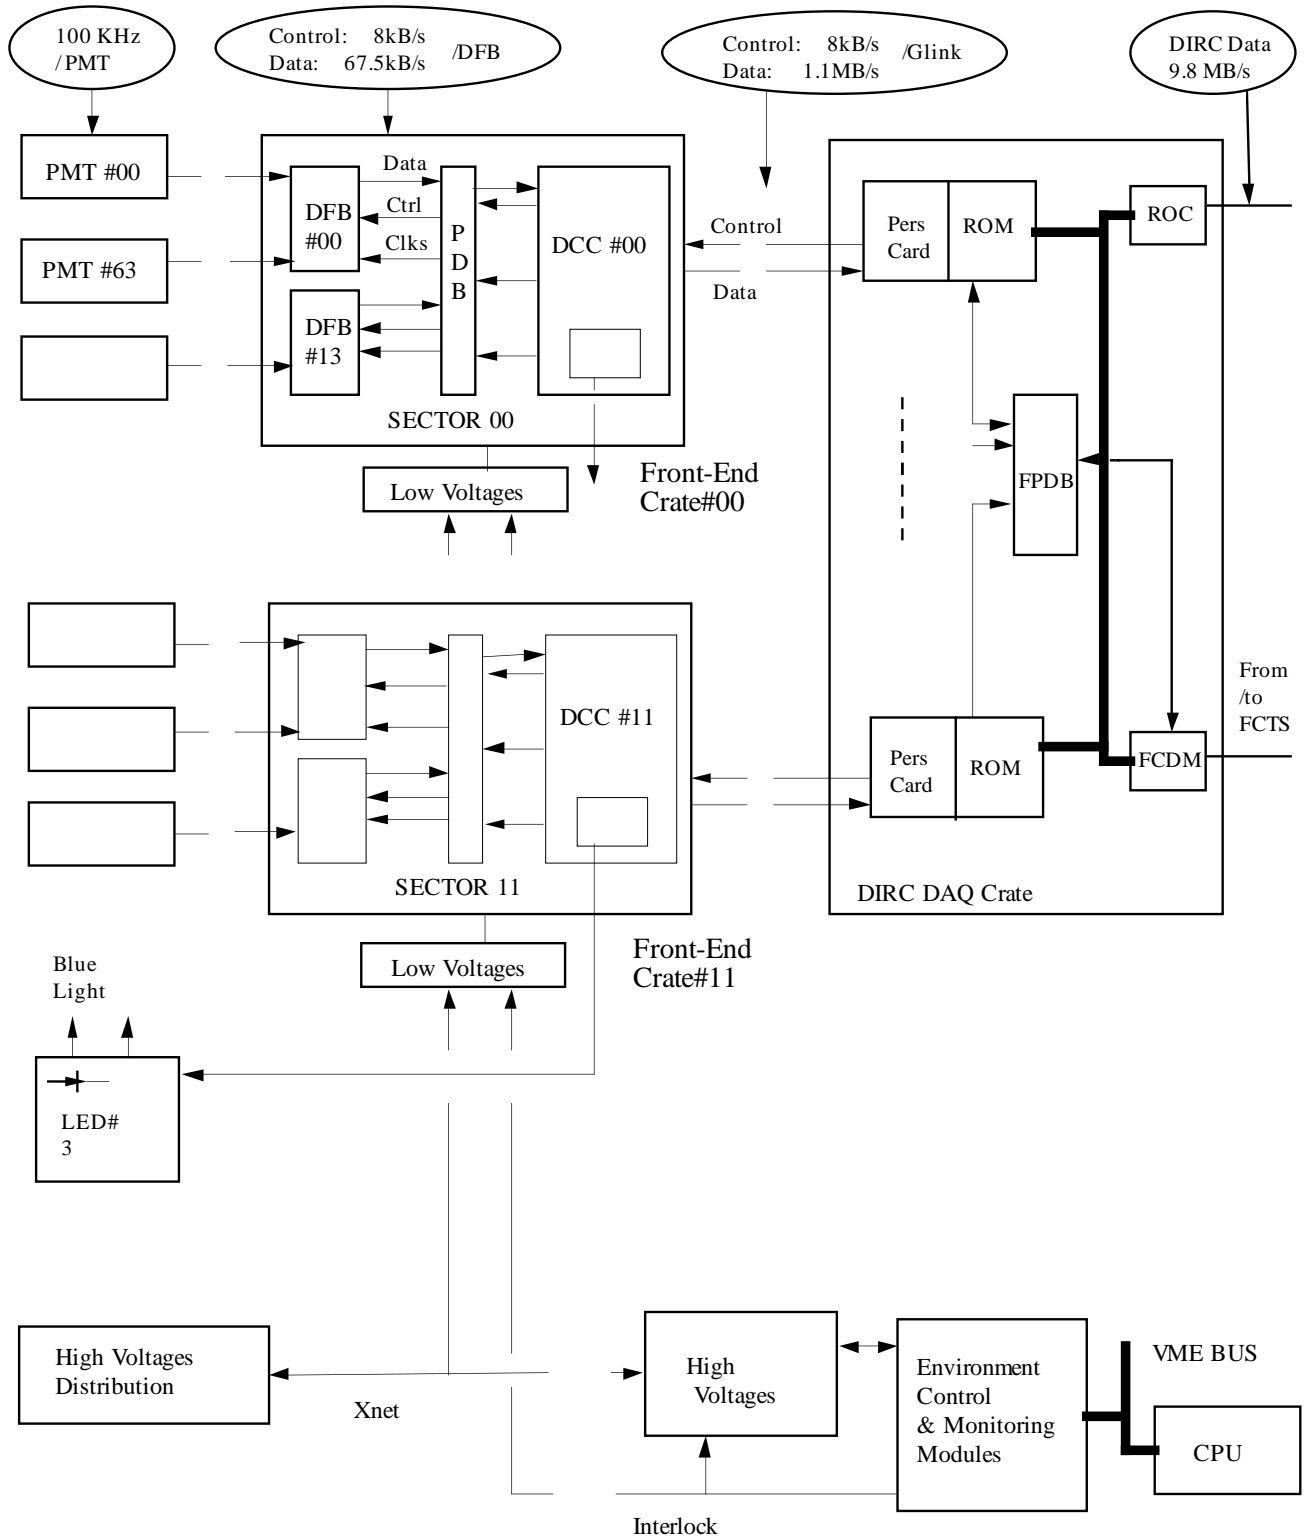 100 KHz
/ PMT
Control: 8kB/s
Data: 67.5kB/s
/DFB
Control: 8kB/s
Data: 1.1MB/s
/Glink
DIRC Data
9.8 MB/s
PMT #00
PMT #63
DFB
#00
DFB
#13
Data
Ctrl
Clks
P
D
B
DCC #00
SECTOR 00
Low Voltages
Front-End
Crate#00
Control
Data
Pers
Card
ROM
ROC
FPDB
From
/to
FCTS
FCDM
Pers
Card
ROM
DIRC DAQ Crate
DCC #11
SECTOR 11
Low Voltages
Front-End
Crate#11
Blue
Light
LED#
3
High Voltages
Distribution
Xnet
High
Voltages
Environment
Control
& Monitoring
Modules
VME BUS
CPU
Interlock